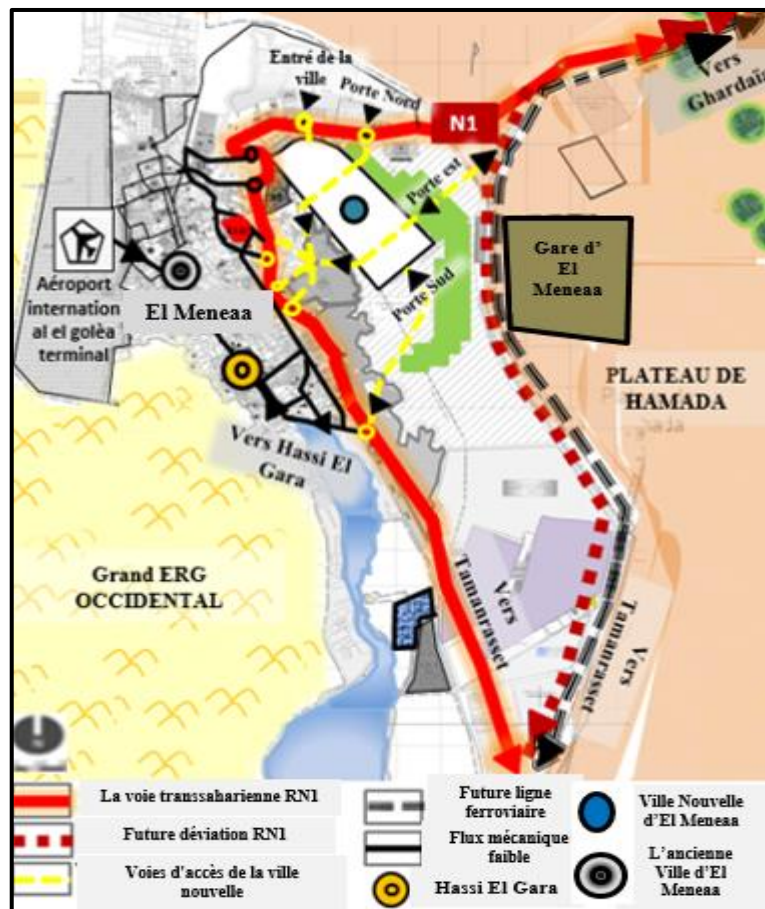 Vers
Ghardaïa
Entré de la
ville
Porte Nord
N1
Porte est
Gare d'
El
Meneaa
Aéroport
internation
al el golèa
terminal
El Meneaa
Porte Sud
PLATEAU DE
HAMADA
Vers Hassi El
Gara
Grand ERG
OCCIDENTAL
Vers
Tamanrasset
Vers
Tamanrasset
La voie transsaharienne RN1
Future déviation RN1
Voies d'accès de la ville
nouvelle
Future ligne
ferroviaire
Flux mécanique
faible
Hassi El Gara
Ville Nouvelle
d'El Meneaa
L'ancienne
Ville d'El
Meneaa